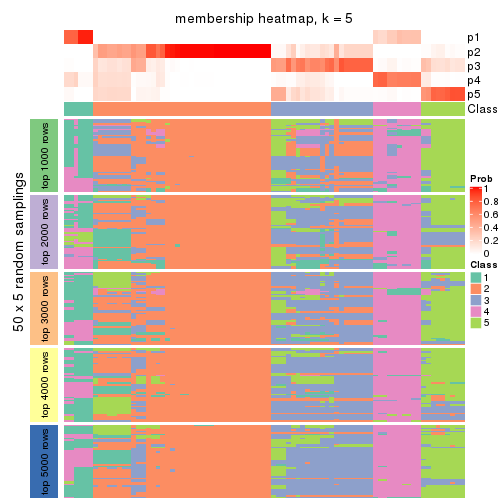 membership heatmap, k = 5
p1
p2
p3
p4
p5
Class
50 x 5 random samplings
top 1000 rows
top 2000 rows
top 3000 rows
top 4000 rows
top 5000 rows
Prob
1
0.8
0.6
0.4
0.2
0
Class
1
2
3
4
5